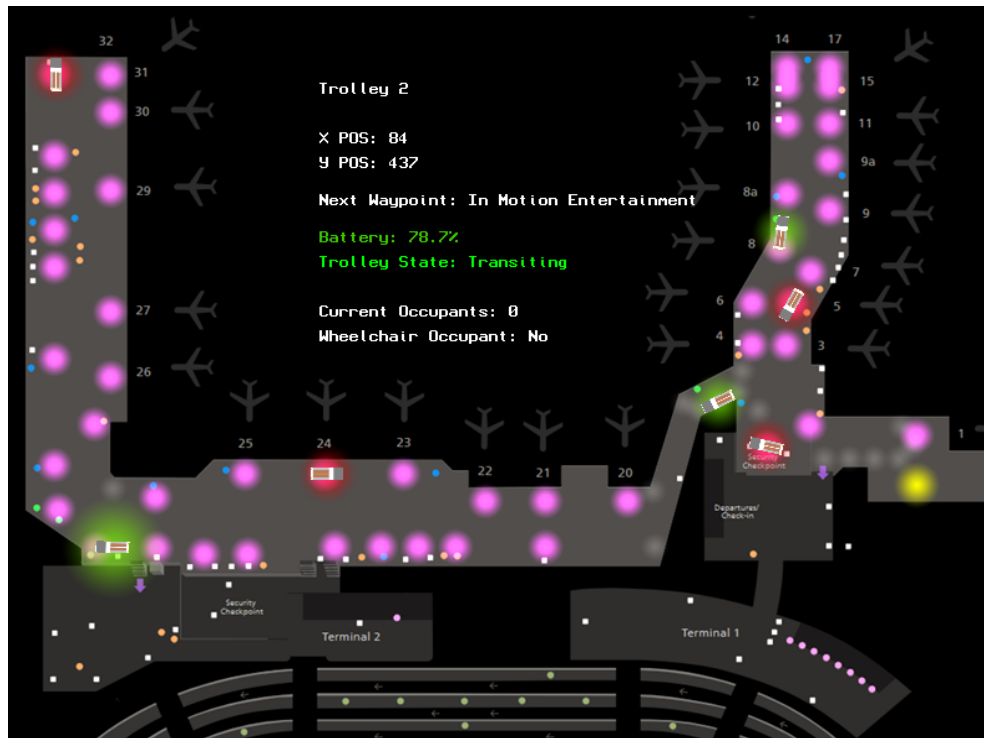 32
14
17
31
Trolley 2
12
15
30
10
11
X POS: 84
Y POS: 437
9a
29
8a
Next Waypoint: In Motion Entertainment
9
Battery: 78.7%
8
Trolley State: Transiting
7
6
27
Current Occupants: 0
5
Wheelchair Occupant: No
4
3
26
25
24
23
1
22
21
20
Security
Checkpoint
Departures/
Check-in
Security
Checkpoint
Terminal 2
Terminal 1